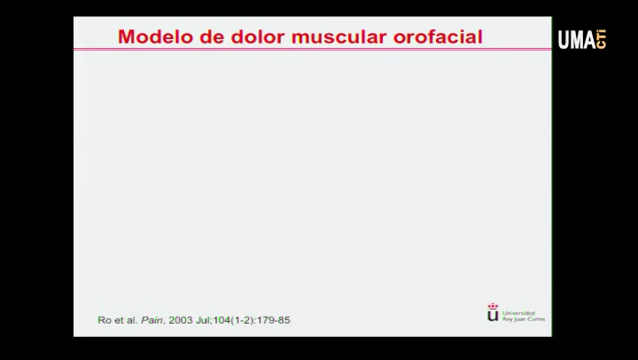 Modelo de dolor muscular orofacial
UMA
CTi
Ro et al. Pain, 2003 Jul;104(1-2):179-85
u
Universidad
Rey Juan Carlos